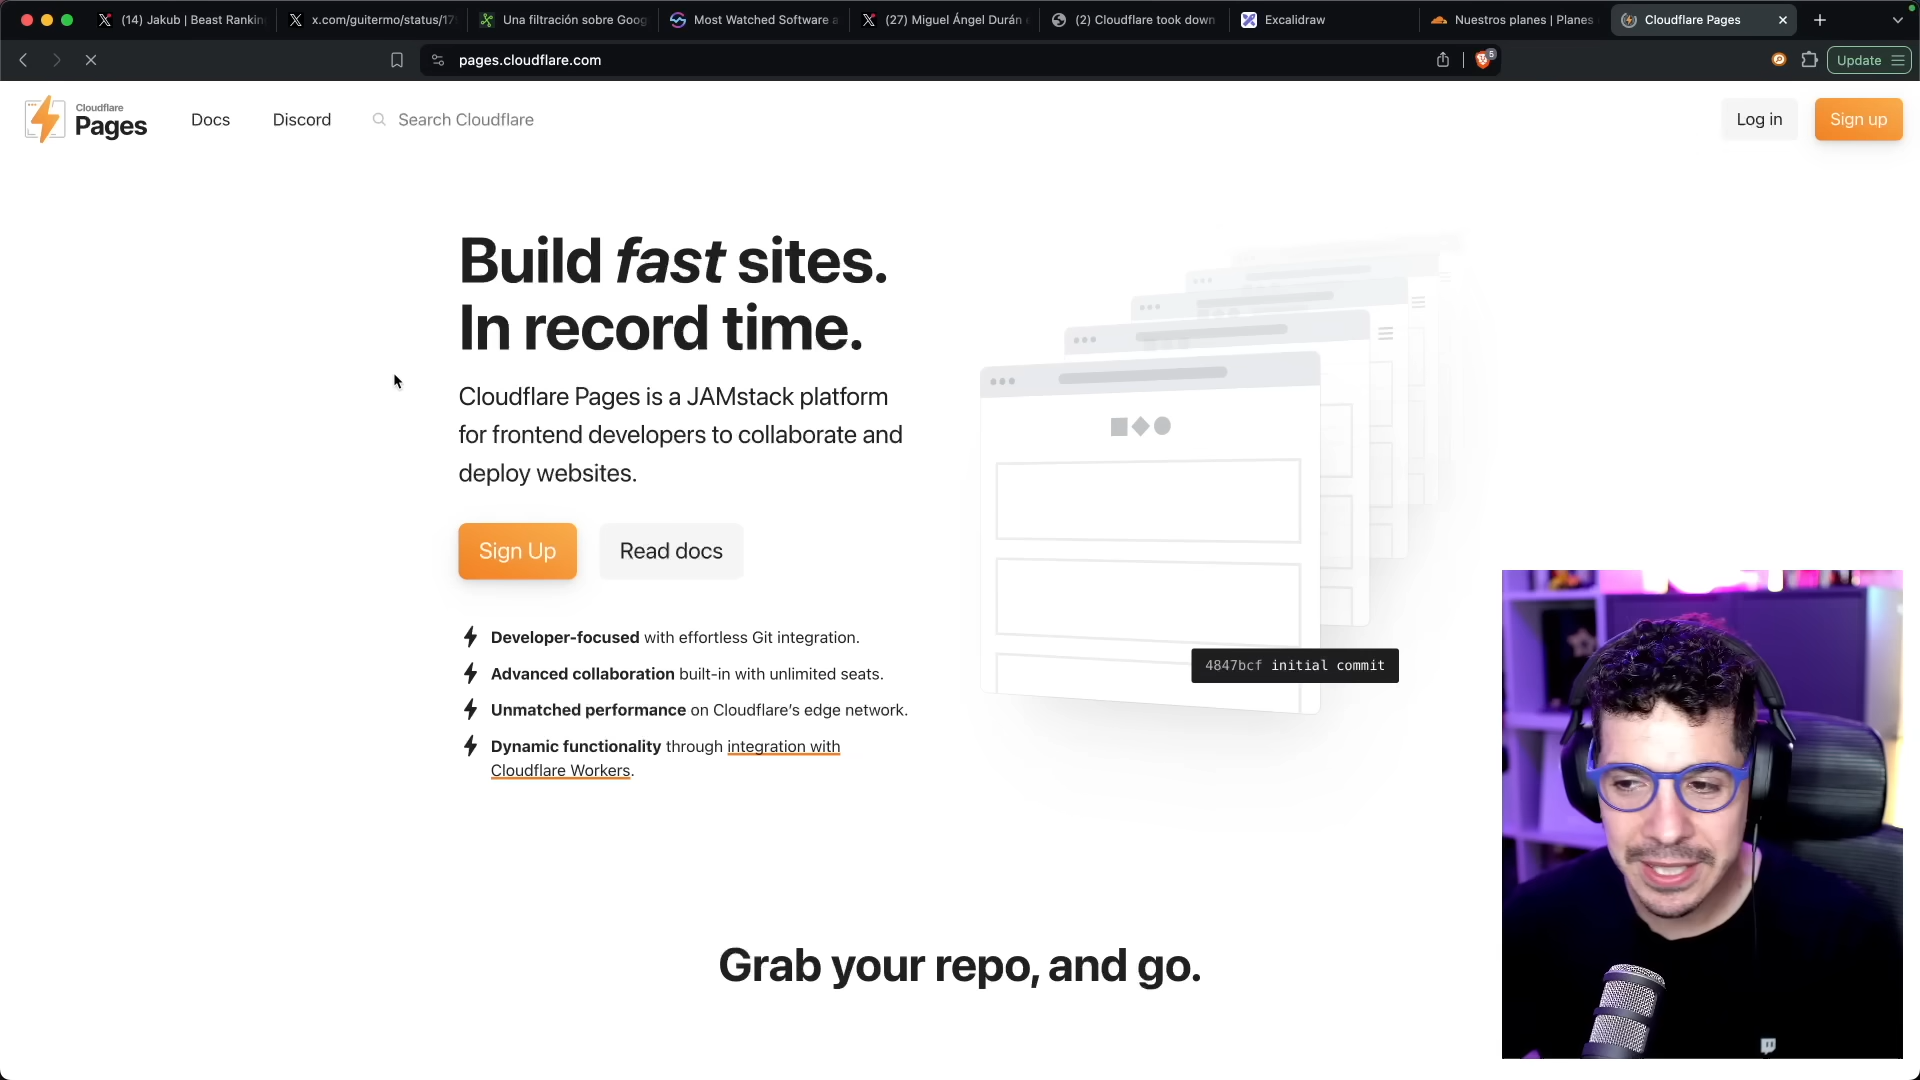 (14) Jakub | Beast Rankin
x.com/guitermo/status/17
Una filtración sobre Goog
Most Watched Software a
(27) Miguel Ángel Durán
(2) Cloudflare took down
Excalidraw
Nuestros planes | Planes
Cloudflare Pages
pages.cloudflare.com
5
Update
Cloudflare
Pages
Docs
Discord
Search Cloudflare
Log in
Sign up
Build fast sites.
In record time.
Cloudflare Pages is a JAMstack platform
for frontend developers to collaborate and
deploy websites.
Sign Up
Read docs
Developer-focused with effortless Git integration.
Advanced collaboration built-in with unlimited seats.
Unmatched performance on Cloudflare’s edge network.
Dynamic functionality through integration with
Cloudflare Workers.
4847bcf initial commit
Grab your repo, and go.